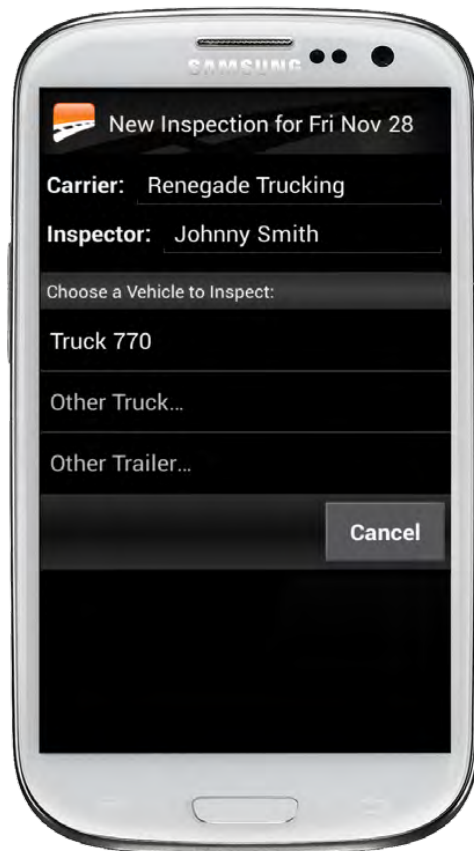 SAMSUNG
New Inspection for Fri Nov 28
Carrier: Renegade Trucking
Inspector: Johnny Smith
Choose a Vehicle to Inspect:
Truck 770
Other Truck...
Other Trailer...
Cancel